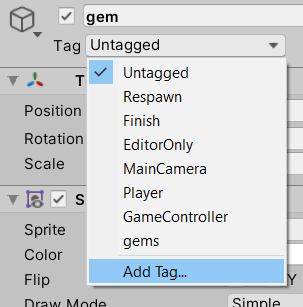 gem
Tag Untagged
Untagged
Respawn
Finish
EditorOnly
MainCamera
Player
GameController
gems
Add Tag...
T
Position
Rotation
Scale
S
Sprite
Color
Flip Y
Draw Mode Simple